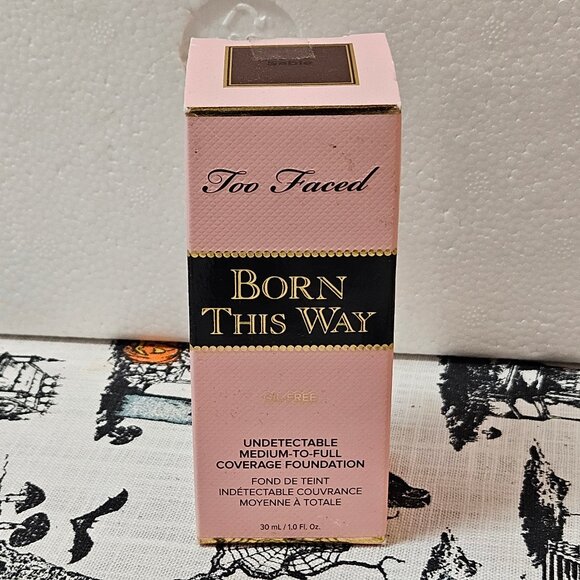 Sable
Too Faced
BORN
THIS WAY
OIL-FREE
UNDETECTABLE
MEDIUM-TO-FULL
COVERAGE FOUNDATION
FOND DE TEINT
INDÉTECTABLE COUVRANCE
MOYENNE À TOTALE
30 mL / 1.0 Fl. Oz.